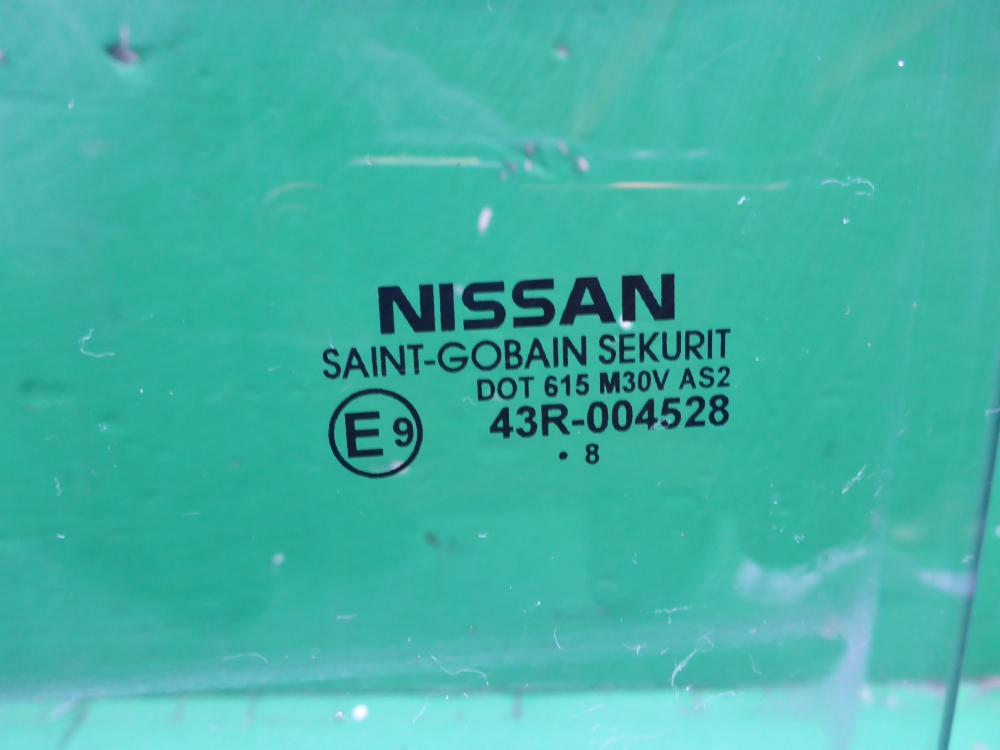 NISSAN
SAINT-GOBAIN SEKURIT
DOT 615 M30V AS2
E9 43R-004528
. 8